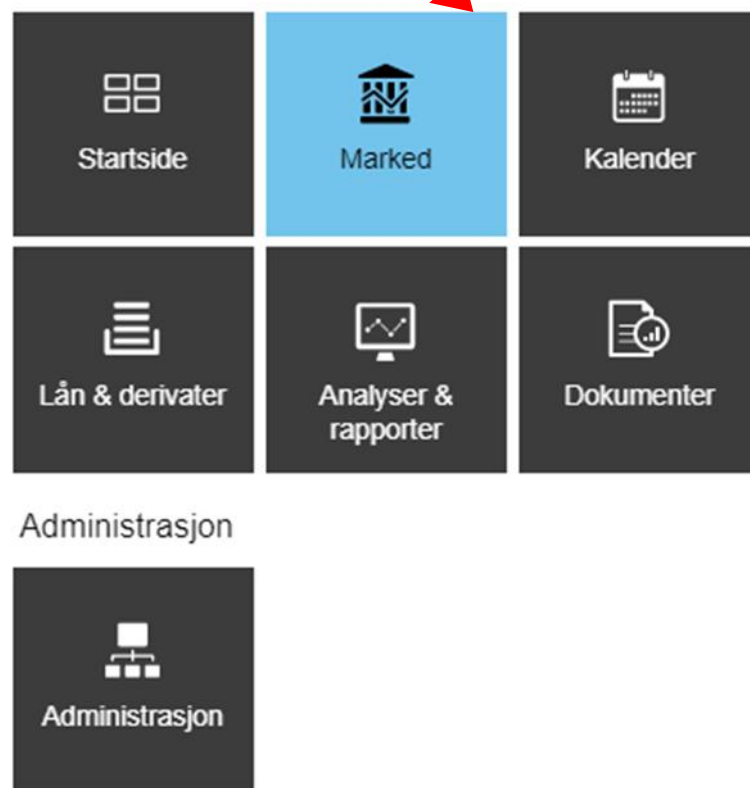 Startside
Marked
Kalender
Lån & derivater
Analyser &
rapporter
Dokumenter
Administrasjon
Administrasjon